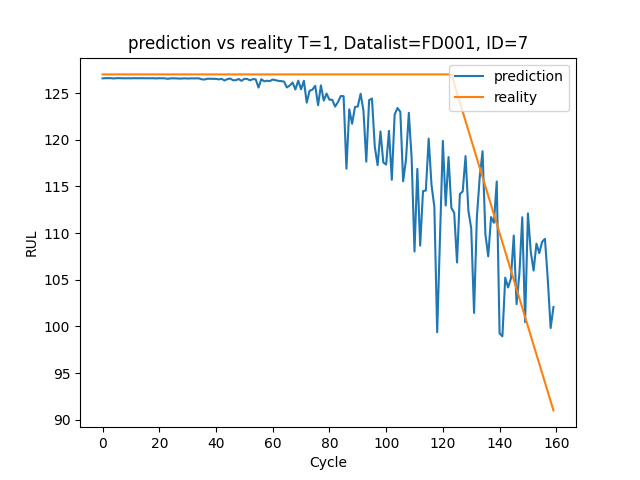 prediction vs reality T=1, Datalist=FD001, ID=7
prediction
reality
125
120
115
110
105
100
95
90
RUL
0 20 40 60 80 100 120 140 160
Cycle